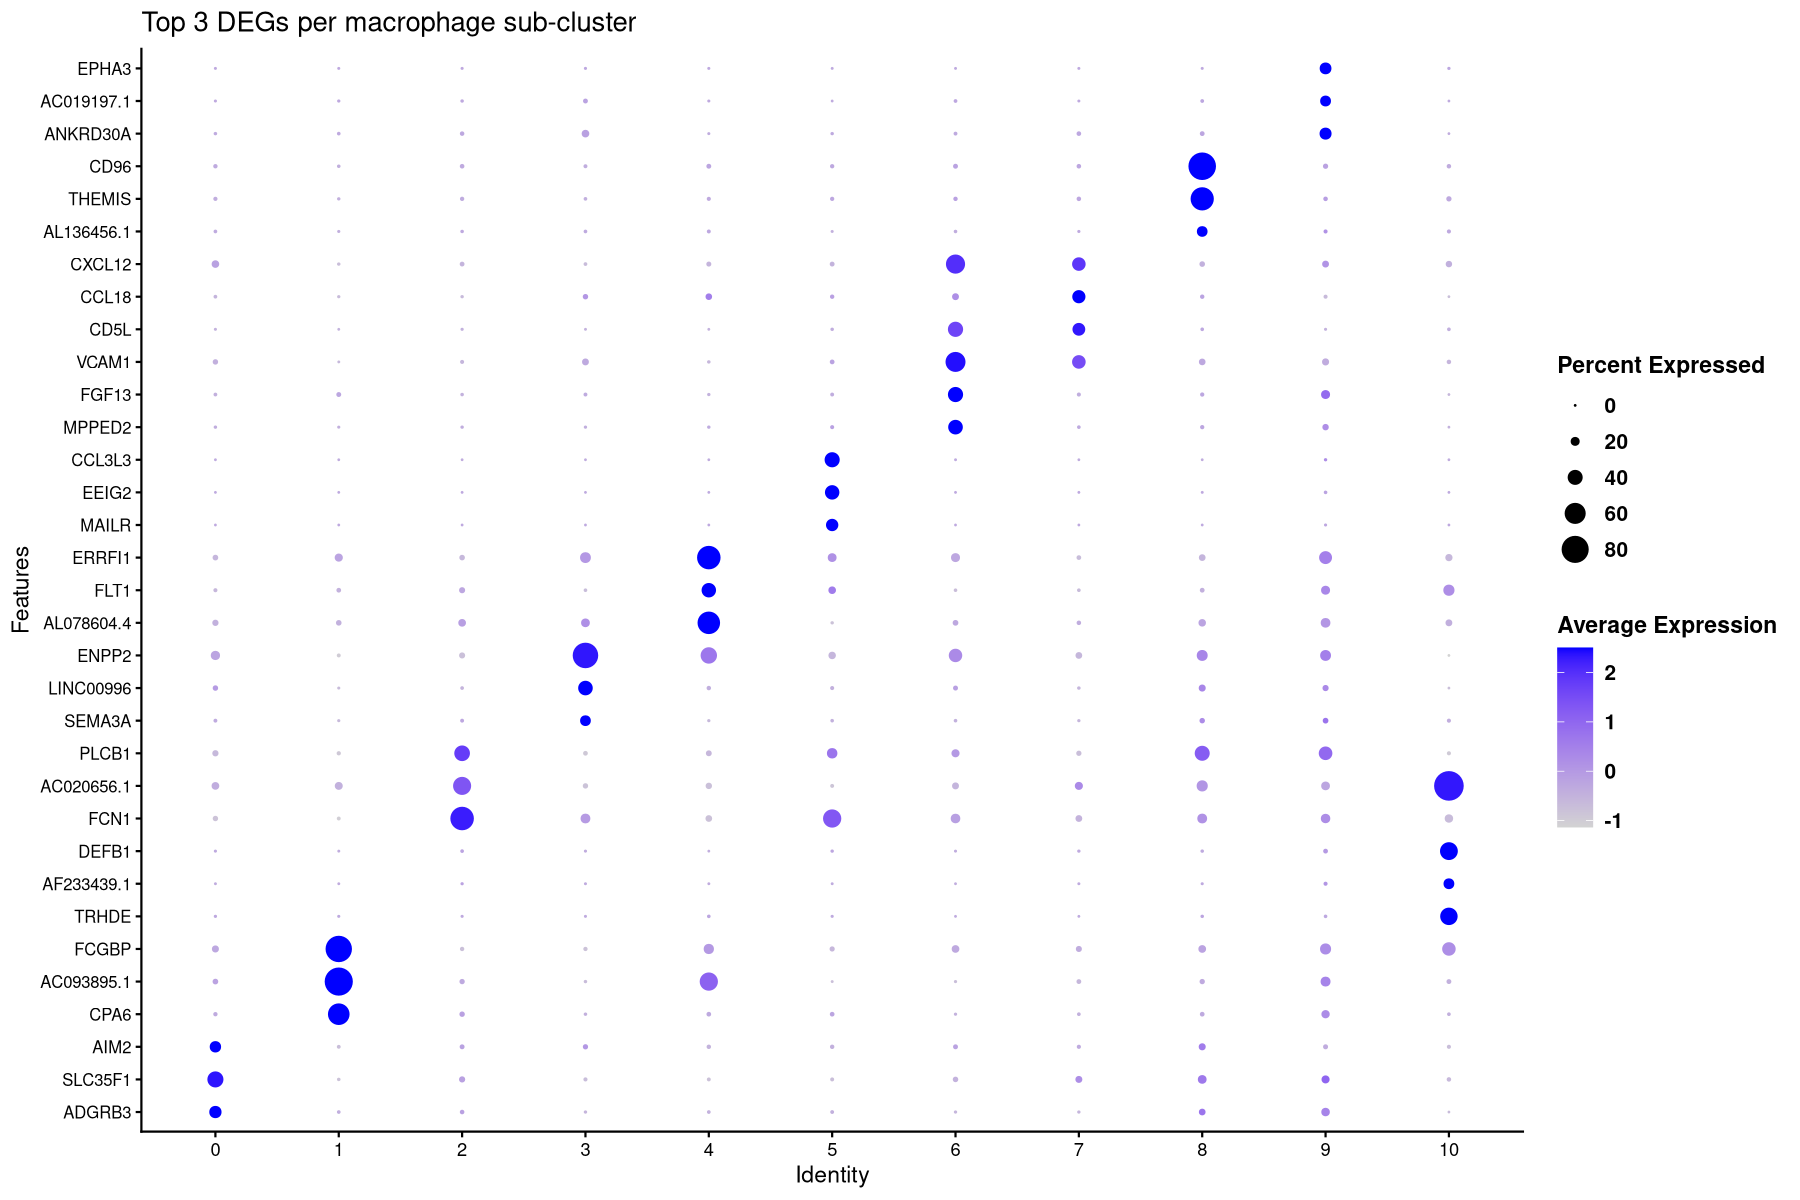 Top 3 DEGs per macrophage sub-cluster
Features
EPHA3
AC019197.1
ANKRD30A
CD96
THEMIS
AL136456.1
CXCL12
CCL18
CD5L
VCAM1
FGF13
MPPED2
CCL3L3
EEIG2
MAILR
ERRFI1
FLT1
AL078604.4
ENPP2
LINC00996
SEMA3A
PLCB1
AC020656.1
FCN1
DEFB1
AF233439.1
TRHDE
FCGBP
AC093895.1
CPA6
AIM2
SLC35F1
ADGRB3
0 1 2 3 4 5 6 7 8 9 10
Identity
Percent Expressed
0
20
40
60
80
Average Expression
2
1
0
-1